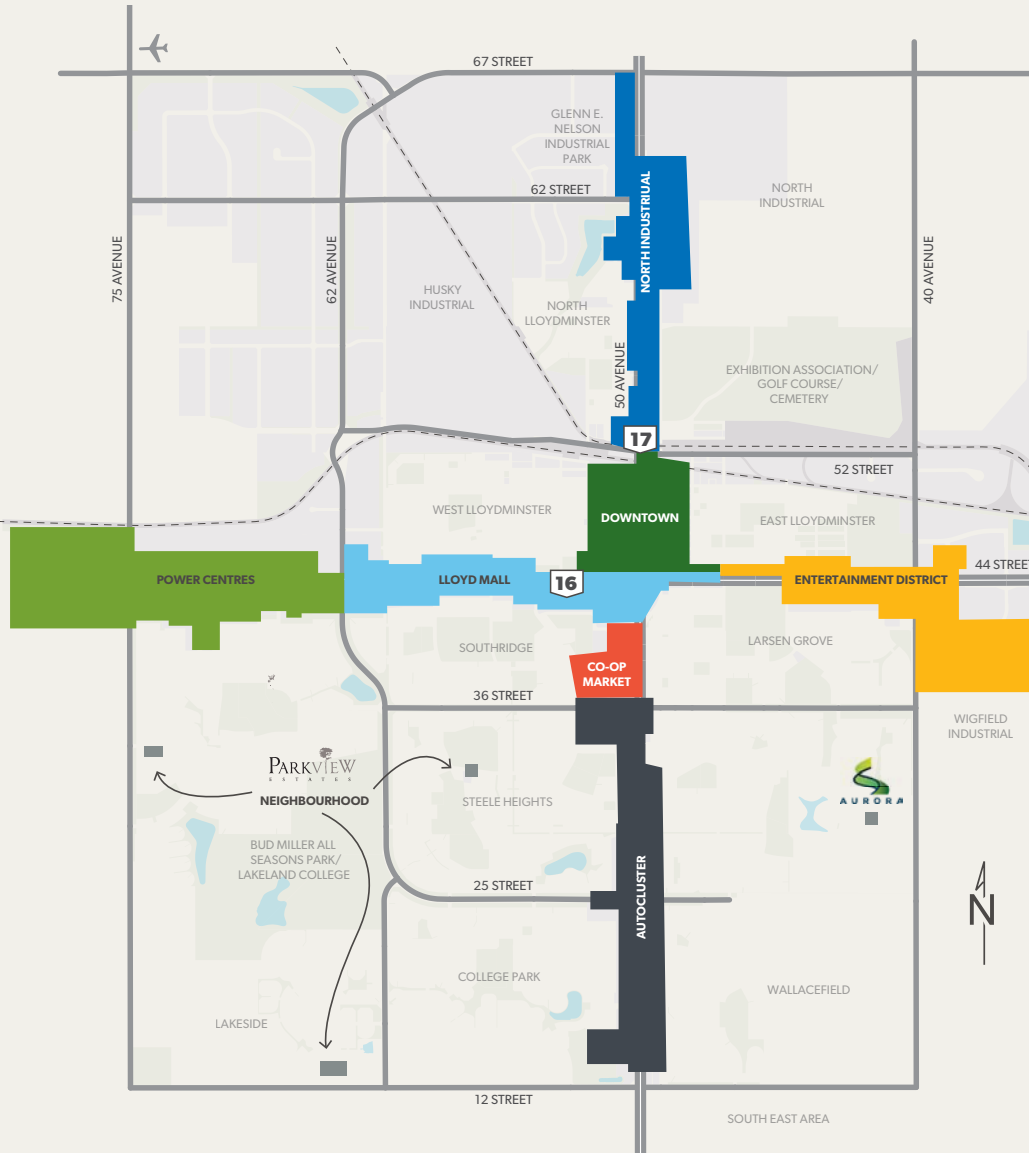 67 STREET
GLENN E.
NELSON
INDUSTRIAL
PARK
62 STREET
NORTH
INDUSTRIAL
NORTH INDUSTRIUAL
75 AVENUE
62 AVENUE
40 AVENUE
HUSKY
INDUSTRIAL
NORTH
LLOYDMINSTER
50 AVENUE
EXHIBITION ASSOCIATION/
GOLF COURSE/
CEMETERY
17
52 STREET
WEST LLOYDMINSTER
DOWNTOWN
EAST LLOYDMINSTER
44 STREET
POWER CENTRES
LLOYD MALL
16
ENTERTAINMENT DISTRICT
SOUTHRIDGE
LARSEN GROVE
CO-OP
MARKET
36 STREET
WIGFIELD
INDUSTRIAL
PARKVIEW
ESTATES
NEIGHBOURHOOD
STEELE HEIGHTS
AURORA
BUD MILLER ALL
SEASONS PARK/
LAKELAND COLLEGE
25 STREET
AUTOCLUSTER
N
COLLEGE PARK
WALLACEFIELD
LAKESIDE
12 STREET
SOUTH EAST AREA